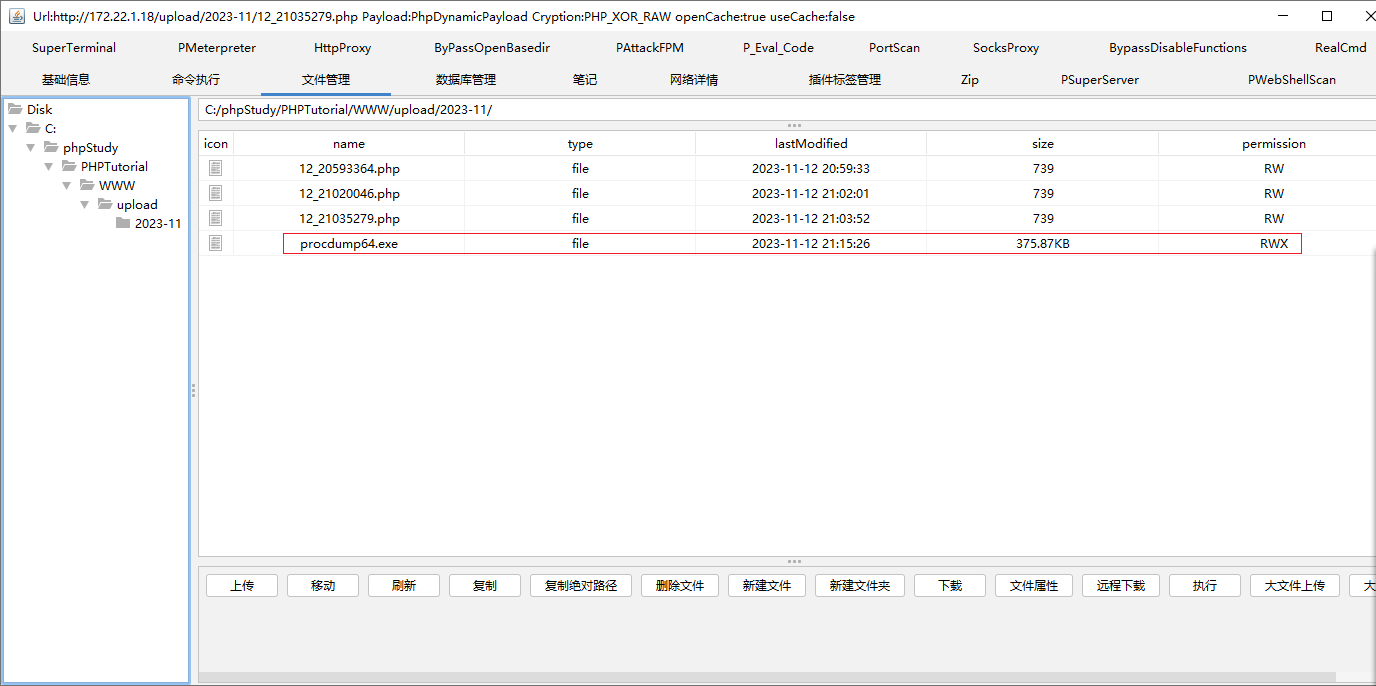 Url:http://172.22.1.18/upload/2023-11/12_21035279.php Payload:PhpDynamicPayload Cryption:PHP_XOR_RAW openCache:true useCache:false
SuperTerminal PMeterpreter HttpProxy ByPassOpenBasedir PAttackFPM P_Eval_Code PortScan SocksProxy BypassDisableFunctions RealCmd
基础信息 命令执行 文件管理 数据库管理 笔记 网络详情 插件标签管理 Zip PSuperServer PWebShellScan
Disk
C:
phpStudy
PHPTutorial
WWW
upload
2023-11
C:/phpStudy/PHPTutorial/WWW/upload/2023-11/
icon name type lastModified size permission
12_20593364.php file 2023-11-12 20:59:33 739 RW
12_21020046.php file 2023-11-12 21:02:01 739 RW
12_21035279.php file 2023-11-12 21:03:52 739 RW
procdump64.exe file 2023-11-12 21:15:26 375.87KB RWX
上传 移动 刷新 复制 复制绝对路径 删除文件 新建文件 新建文件夹 下载 文件属性 远程下载 执行 大文件上传 大